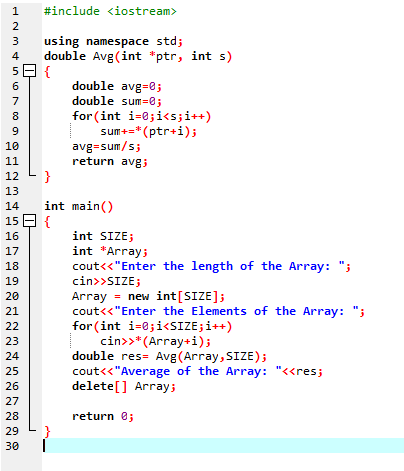 1 #include <iostream>
2
3 using namespace std;
4 double Avg(int *ptr, int s)
5 {
6 double avg=0;
7 double sum=0;
8 for(int i=0;i<s;i++)
9 sum+=*(ptr+i);
10 avg=sum/s;
11 return avg;
12 }
13
14 int main()
15 {
16 int SIZE;
17 int *Array;
18 cout<<"Enter the length of the Array: ";
19 cin>>SIZE;
20 Array = new int[SIZE];
21 cout<<"Enter the Elements of the Array: ";
22 for(int i=0;i<SIZE;i++)
23 cin>>*(Array+i);
24 double res= Avg(Array,SIZE);
25 cout<<"Average of the Array: "<<res;
26 delete[] Array;
27
28 return 0;
29 }
30